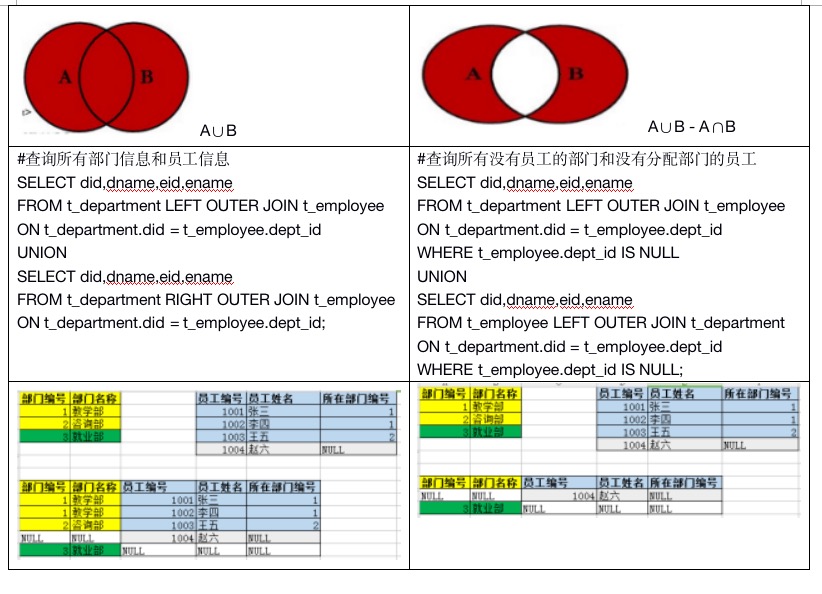 A B
A∪B
A B
A∪B - A∩B
#查询所有部门信息和员工信息
SELECT did,dname,eid,ename
FROM t_department LEFT OUTER JOIN t_employee
ON t_department.did = t_employee.dept_id
UNION
SELECT did,dname,eid,ename
FROM t_department RIGHT OUTER JOIN t_employee
ON t_department.did = t_employee.dept_id;
#查询所有没有员工的部门和没有分配部门的员工
SELECT did,dname,eid,ename
FROM t_department LEFT OUTER JOIN t_employee
ON t_department.did = t_employee.dept_id
WHERE t_employee.dept_id IS NULL
UNION
SELECT did,dname,eid,ename
FROM t_employee LEFT OUTER JOIN t_department
ON t_department.did = t_employee.dept_id
WHERE t_employee.dept_id IS NULL;
部门编号 部门名称 员工编号 员工姓名 所在部门编号
1 教学部 1001 张三 1
2 咨询部 1002 李四 1
3 就业部 1003 王五 2
1004 赵六 NULL
部门编号 部门名称 员工编号 员工姓名 所在部门编号
1 教学部 1001 张三 1
1 教学部 1002 李四 1
2 咨询部 1003 王五 2
NULL NULL 1004 赵六 NULL
3 就业部 NULL NULL NULL
部门编号 部门名称 员工编号 员工姓名 所在部门编号
1 教学部 1001 张三 1
2 咨询部 1002 李四 1
3 就业部 1003 王五 2
1004 赵六 NULL
部门编号 部门名称 员工编号 员工姓名 所在部门编号
NULL NULL 1004 赵六 NULL
3 就业部 NULL NULL NULL